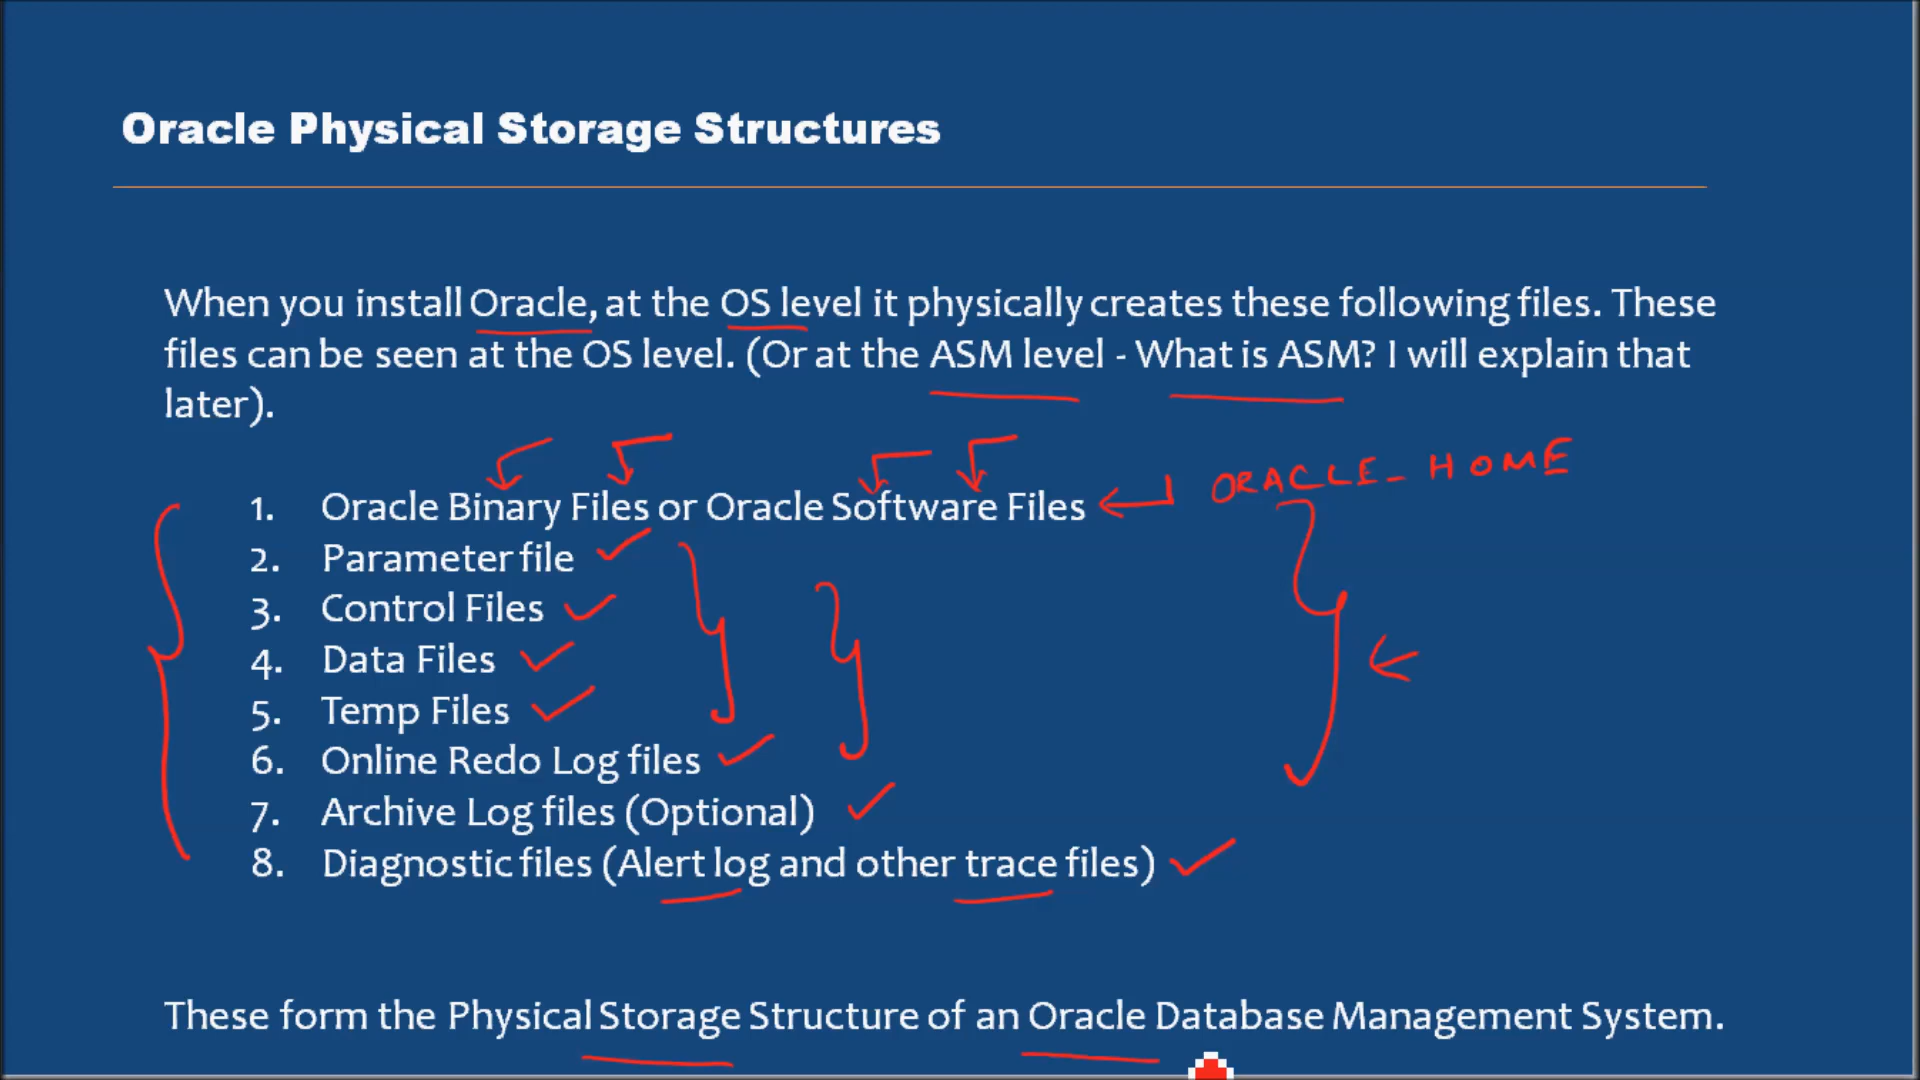 Oracle Physical Storage Structures
When you install Oracle, at the OS level it physically creates these following files. These
files can be seen at the OS level. (Or at the ASM level - What is ASM? I will explain that
later).
1. Oracle Binary Files or Oracle Software Files ORACLE_HOME
2. Parameter file
3. Control Files
4. Data Files
5. Temp Files
6. Online Redo Log files
7. Archive Log files (Optional)
8. Diagnostic files (Alert log and other trace files)
These form the Physical Storage Structure of an Oracle Database Management System.